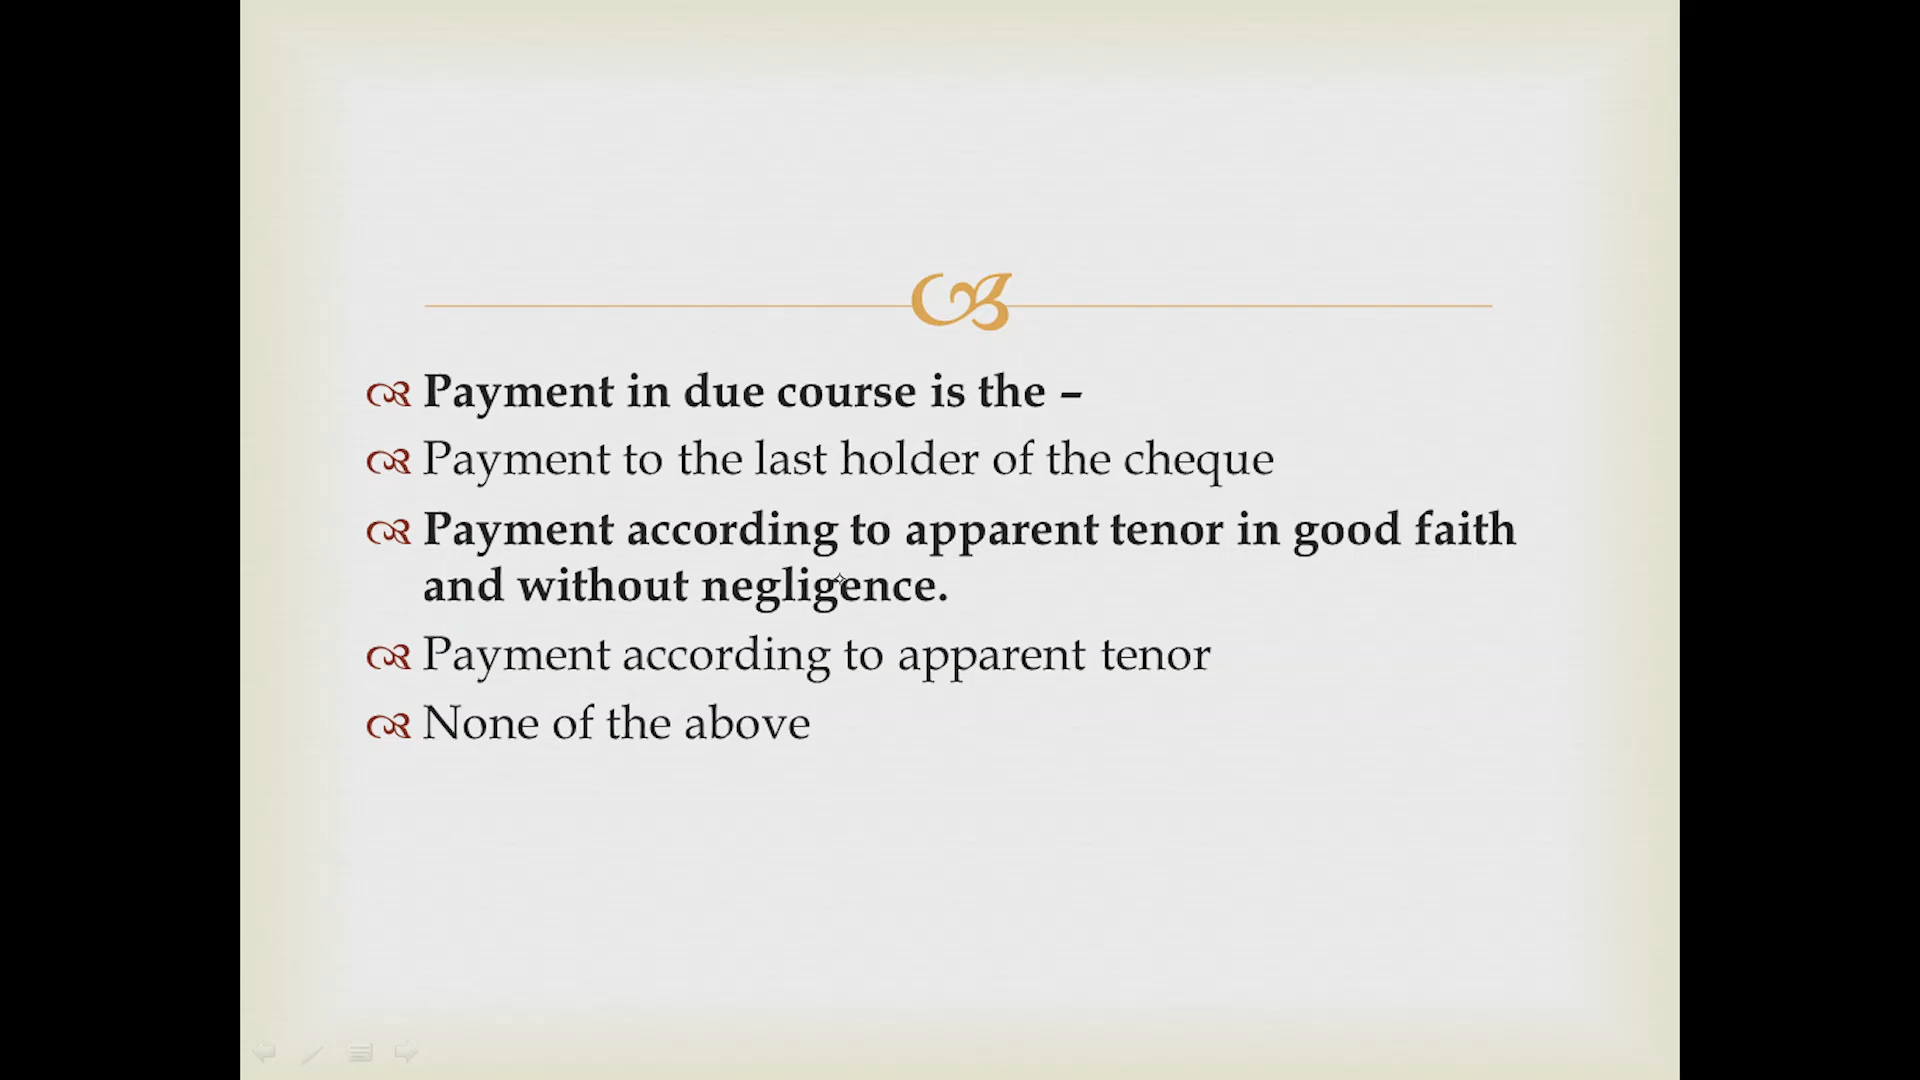 Payment in due course is the –
Payment to the last holder of the cheque
Payment according to apparent tenor in good faith
and without negligence.
Payment according to apparent tenor
None of the above